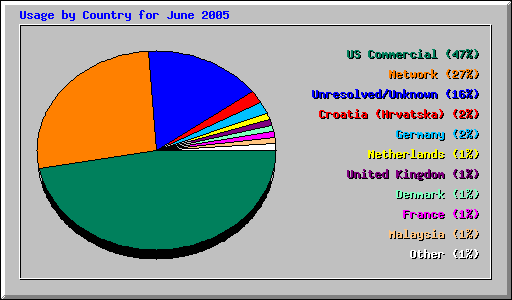 Usage by Country for June 2005
US Commercial (47%)
Network (27%)
Unresolved/Unknown (16%)
Croatia (Hrvatska) (2%)
Germany (2%)
Netherlands (1%)
United Kingdom (1%)
Denmark (1%)
France (1%)
Malaysia (1%)
Other (1%)